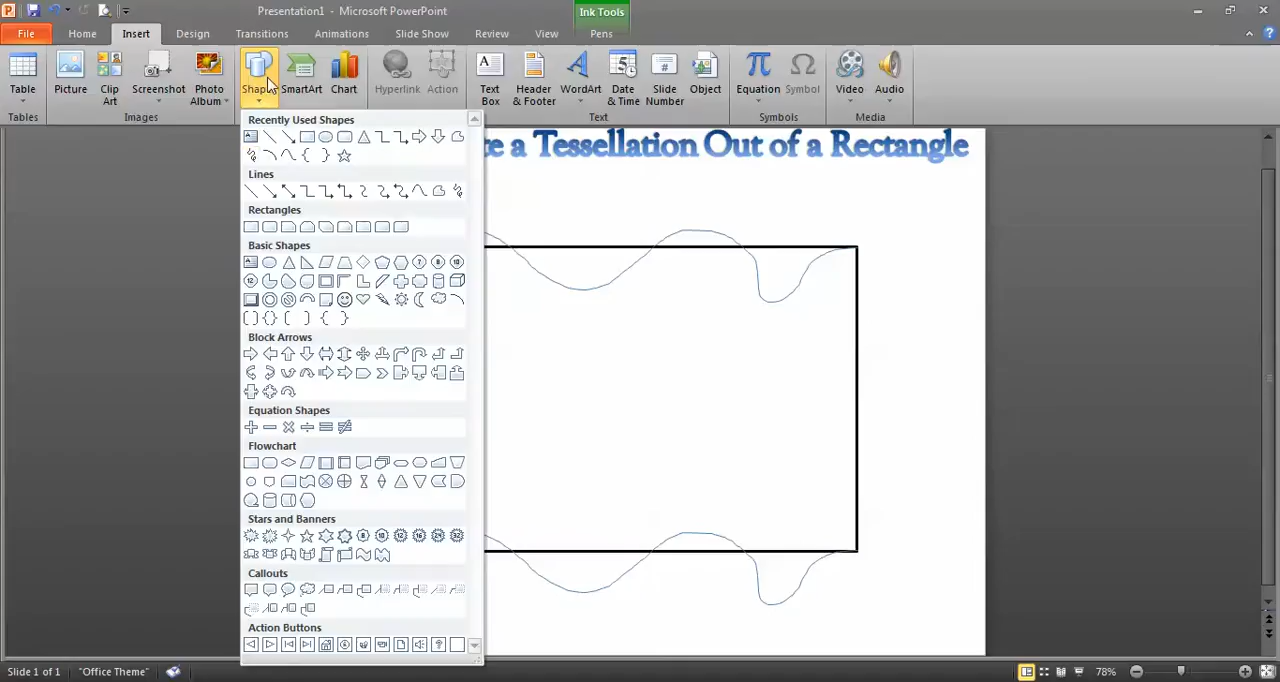 Presentation1 - Microsoft PowerPoint
Ink Tools
File Home Insert Design Transitions Animations Slide Show Review View Pens
Table Picture Clip Art Screenshot Photo Album Shapes SmartArt Chart Hyperlink Action Text Box Header & Footer WordArt Date & Time Slide Number Object Equation Symbol Video Audio
Tables Images Text Symbols Media
Recently Used Shapes
a Tessellation Out of a Rectangle
Lines
Rectangles
Basic Shapes
Block Arrows
Equation Shapes
Flowchart
Stars and Banners
Callouts
Action Buttons
Slide 1 of 1 "Office Theme" 78%